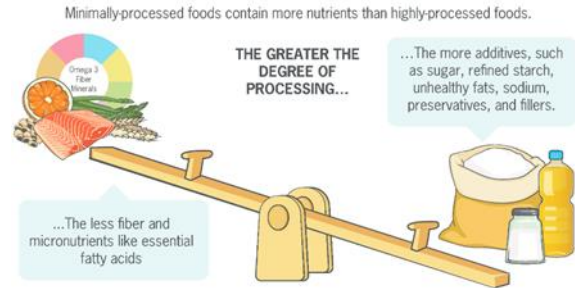 Minimally-processed foods contain more nutrients than highly-processed foods.
Omega 3
Fiber
Minerals
THE GREATER THE
DEGREE OF
PROCESSING...
...The more additives, such
as sugar, refined starch,
unhealthy fats, sodium,
preservatives, and fillers.
...The less fiber and
micronutrients like essential
fatty acids